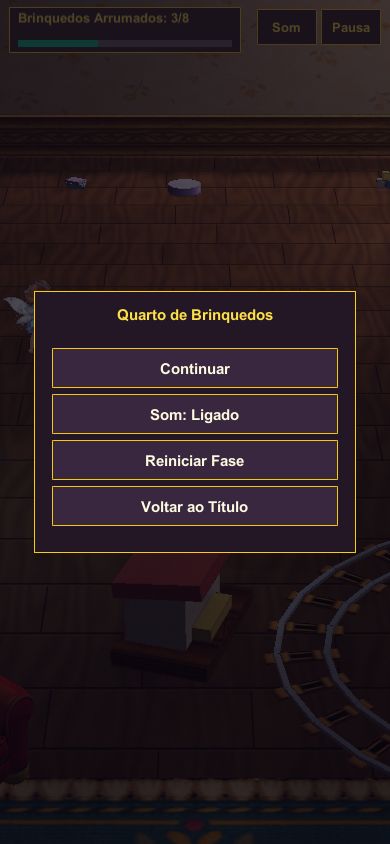 Brinquedos Arrumados: 3/8
Som
Pausa
Quarto de Brinquedos
Continuar
Som: Ligado
Reiniciar Fase
Voltar ao Título